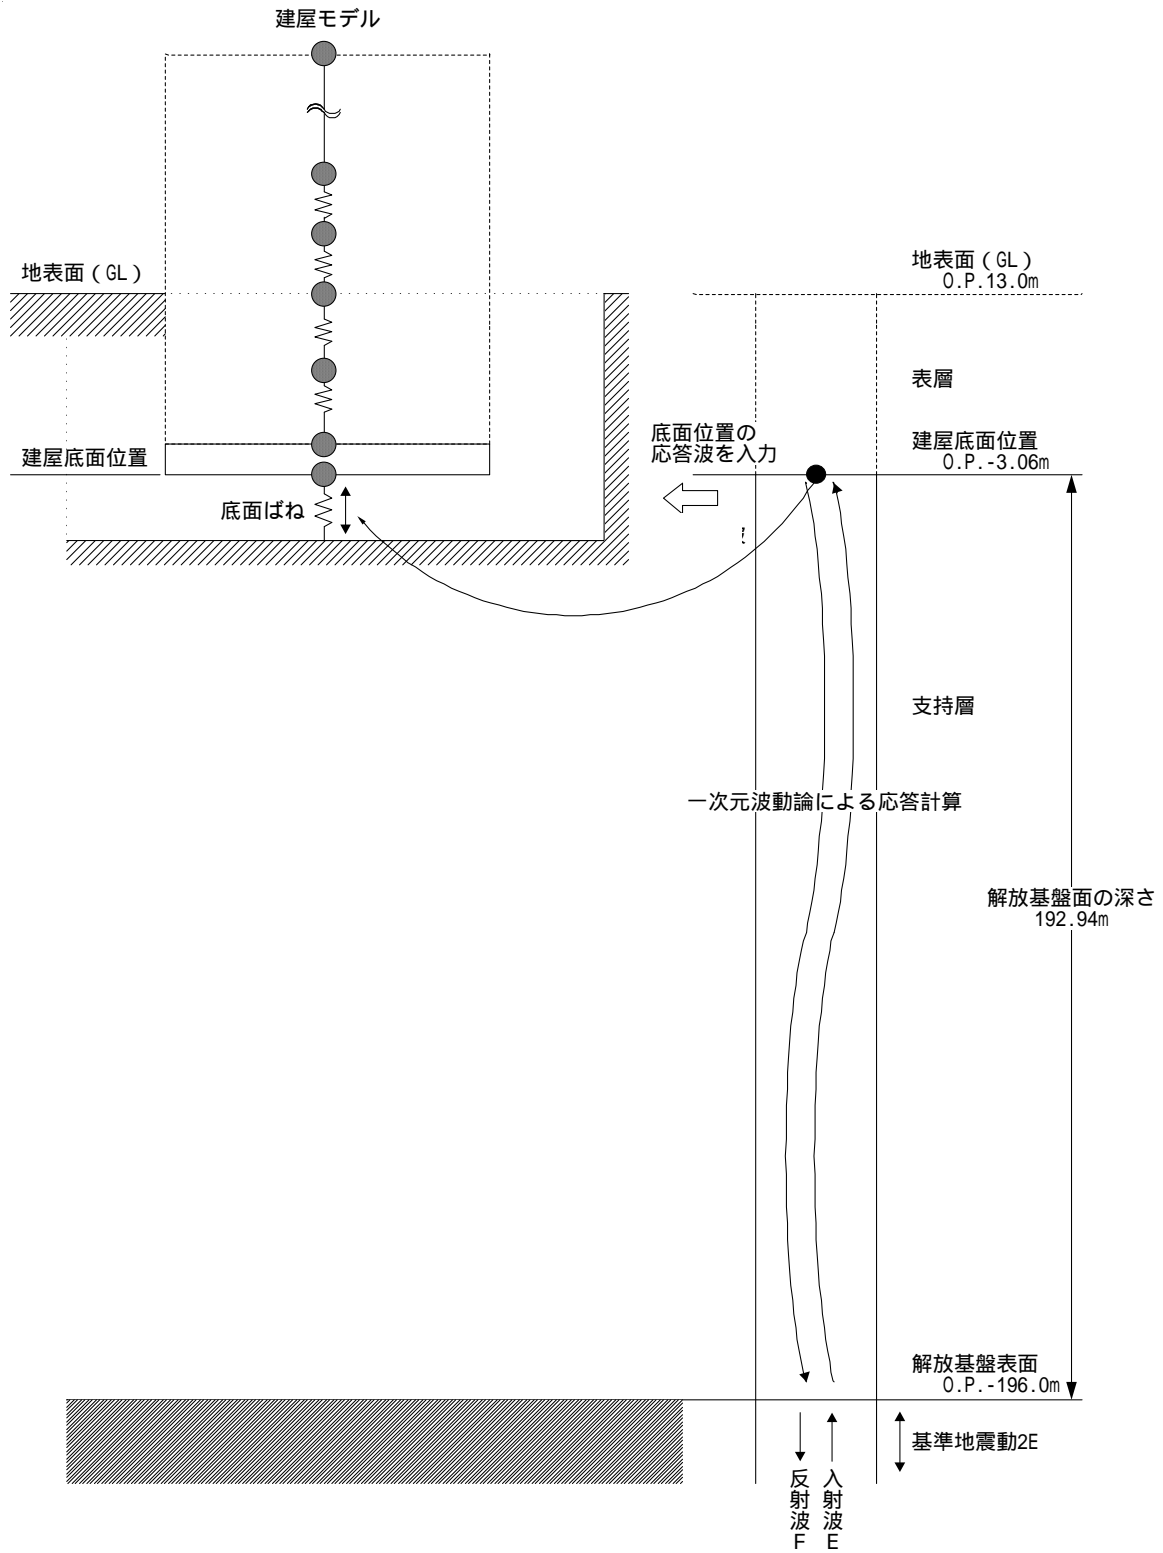 建屋モデル
地表面(GL)
建屋底面位置
底面ばね
地表面(GL)
O.P.13.0m
表層
底面位置の
応答波を入力
建屋底面位置
O.P.-3.06m
支持層
一次元波動論による応答計算
解放基盤面の深さ
192.94m
解放基盤表面
O.P.-196.0m
基準地震動2E
反射波F
入射波E